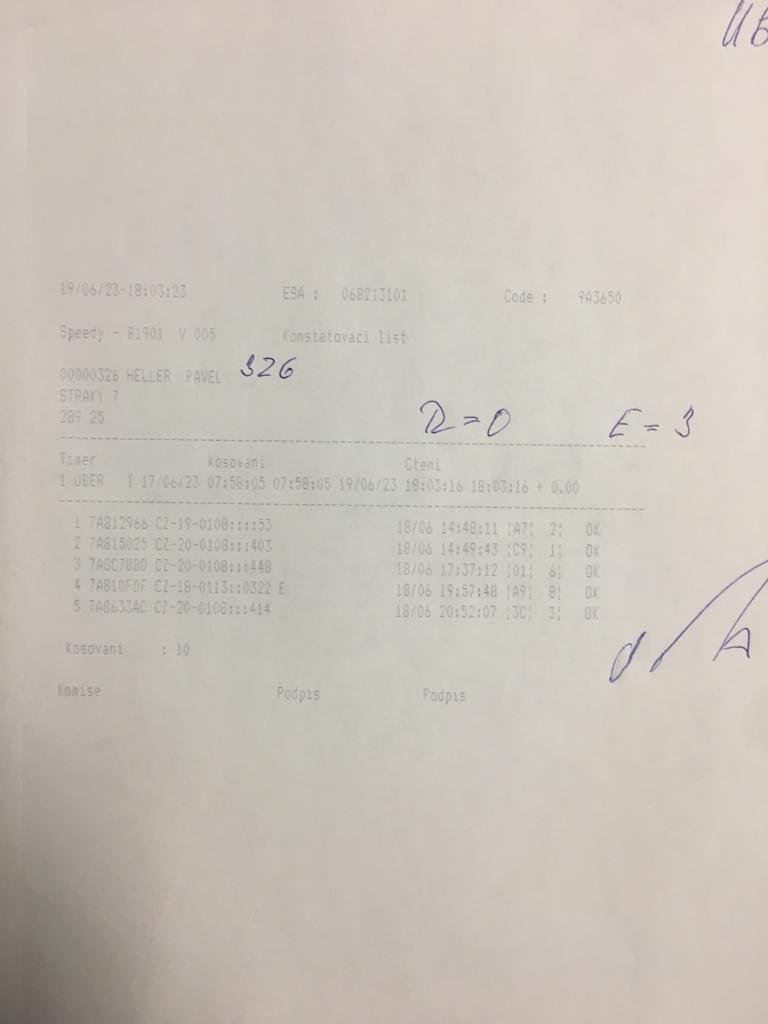 19/06/23-18:03:23 ESA : 06B213101 Code : 9A3650
Speedy - B1901 V 005 Konstatovaci list
00000326 HELLER PAVEL 326
STRAKY 7
289 25
R=0 E=3
Timer Kosovani Cteni
1 UBER 1 17/06/23 07:58:05 07:58:05 19/06/23 18:03:16 18:03:16 + 0.00
1 7A812966 CZ-19-0108::::53 18/06 14:48:11 ¦A7¦ 2¦ OK
2 7A815025 CZ-20-0108:::403 18/06 14:49:43 ¦C9¦ 1¦ OK
3 7A8C788D CZ-20-0108:::448 18/06 17:37:12 ¦01¦ 6¦ OK
4 7A810FDF CZ-18-0113::0322 E 18/06 19:57:48 ¦A9¦ 8¦ OK
5 7A8633AC CZ-20-0108:::414 18/06 20:52:07 ¦3C¦ 3¦ OK
Kosovani : 10
Komise Podpis Podpis